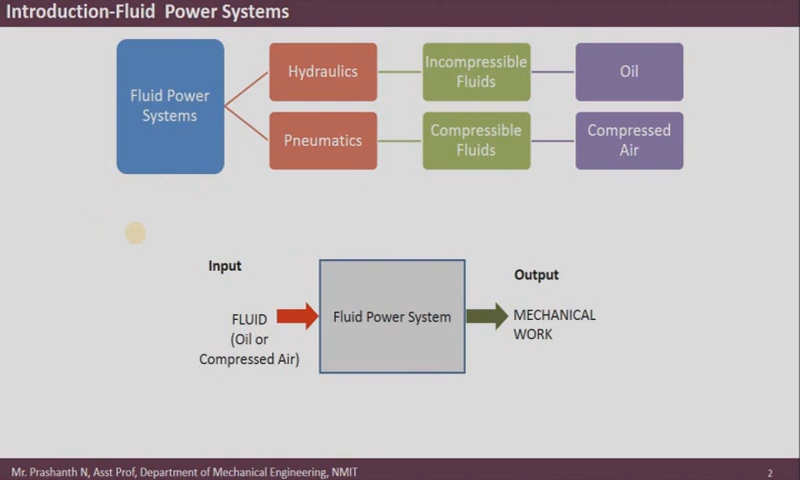 Introduction-Fluid Power Systems
Fluid Power
Systems
Hydraulics
Incompressible
Fluids
Oil
Pneumatics
Compressible
Fluids
Compressed
Air
Input
FLUID
(Oil or
Compressed Air)
Fluid Power System
Output
MECHANICAL
WORK
Mr. Prashanth N, Asst Prof, Department of Mechanical Engineering, NMIT
2